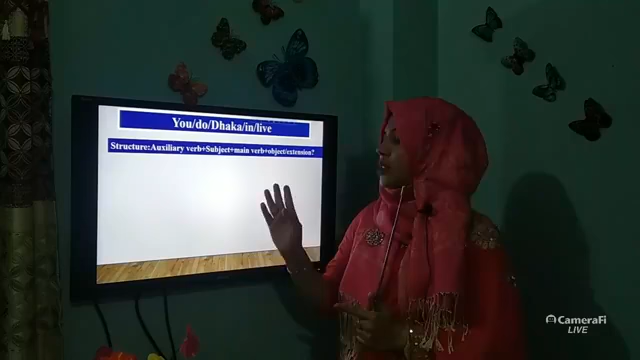 You/do/Dhaka/in/live
Structure:Auxiliary verb+Subject+main verb+object/extension?
CameraFi
LIVE